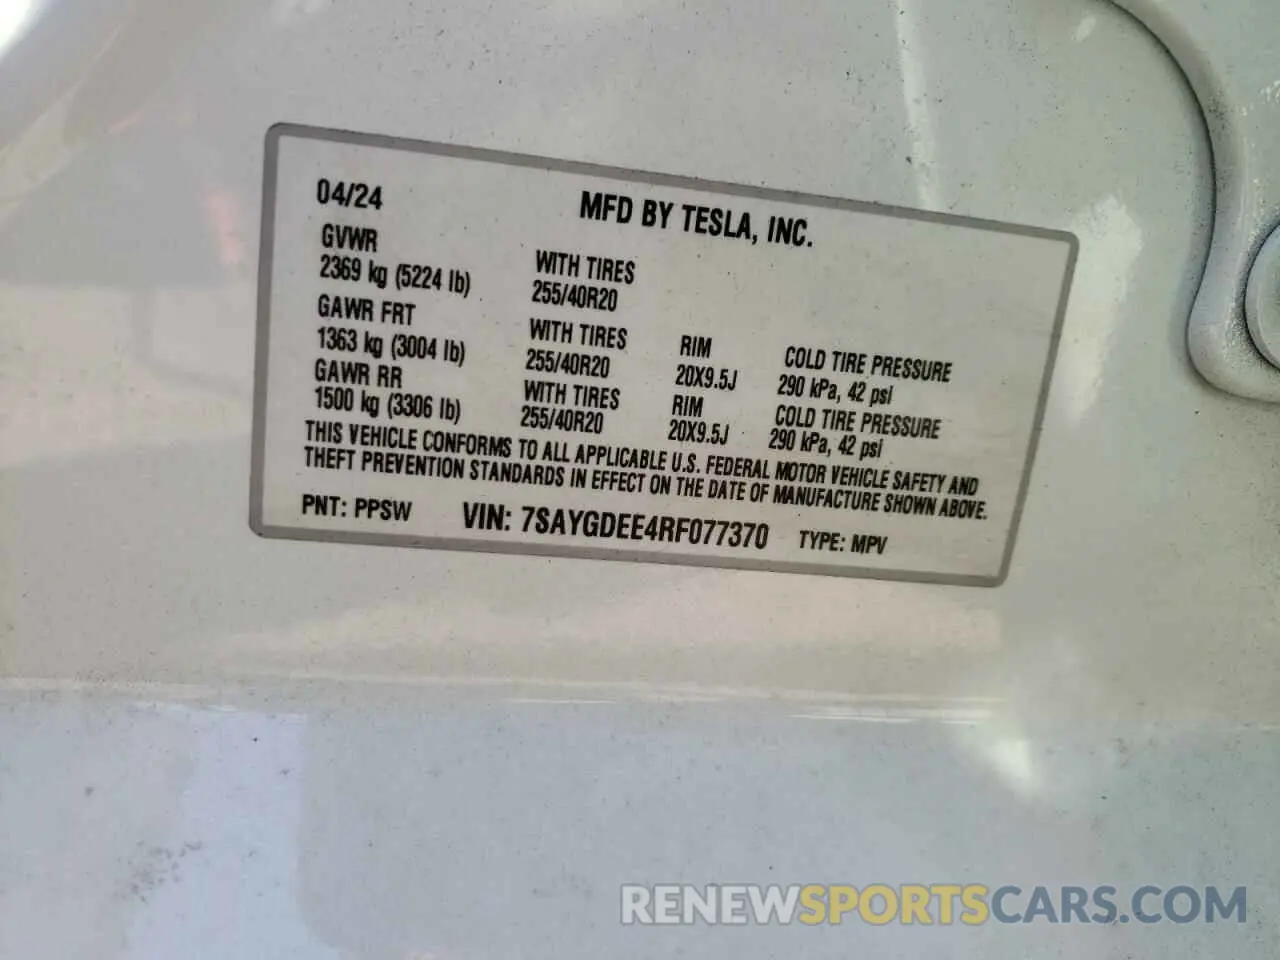 04/24 MFD BY TESLA, INC.
GVWR
2369 kg (5224 lb) WITH TIRES
255/40R20
GAWR FRT
1363 kg (3004 lb) WITH TIRES
255/40R20 RIM
20X9.5J COLD TIRE PRESSURE
290 kPa, 42 psi
GAWR RR
1500 kg (3306 lb) WITH TIRES
255/40R20 RIM
20X9.5J COLD TIRE PRESSURE
290 kPa, 42 psi
THIS VEHICLE CONFORMS TO ALL APPLICABLE U.S. FEDERAL MOTOR VEHICLE SAFETY AND
THEFT PREVENTION STANDARDS IN EFFECT ON THE DATE OF MANUFACTURE SHOWN ABOVE.
PNT: PPSW VIN: 7SAYGDEE4RF077370 TYPE: MPV
RENEWSPORTSCARS.COM